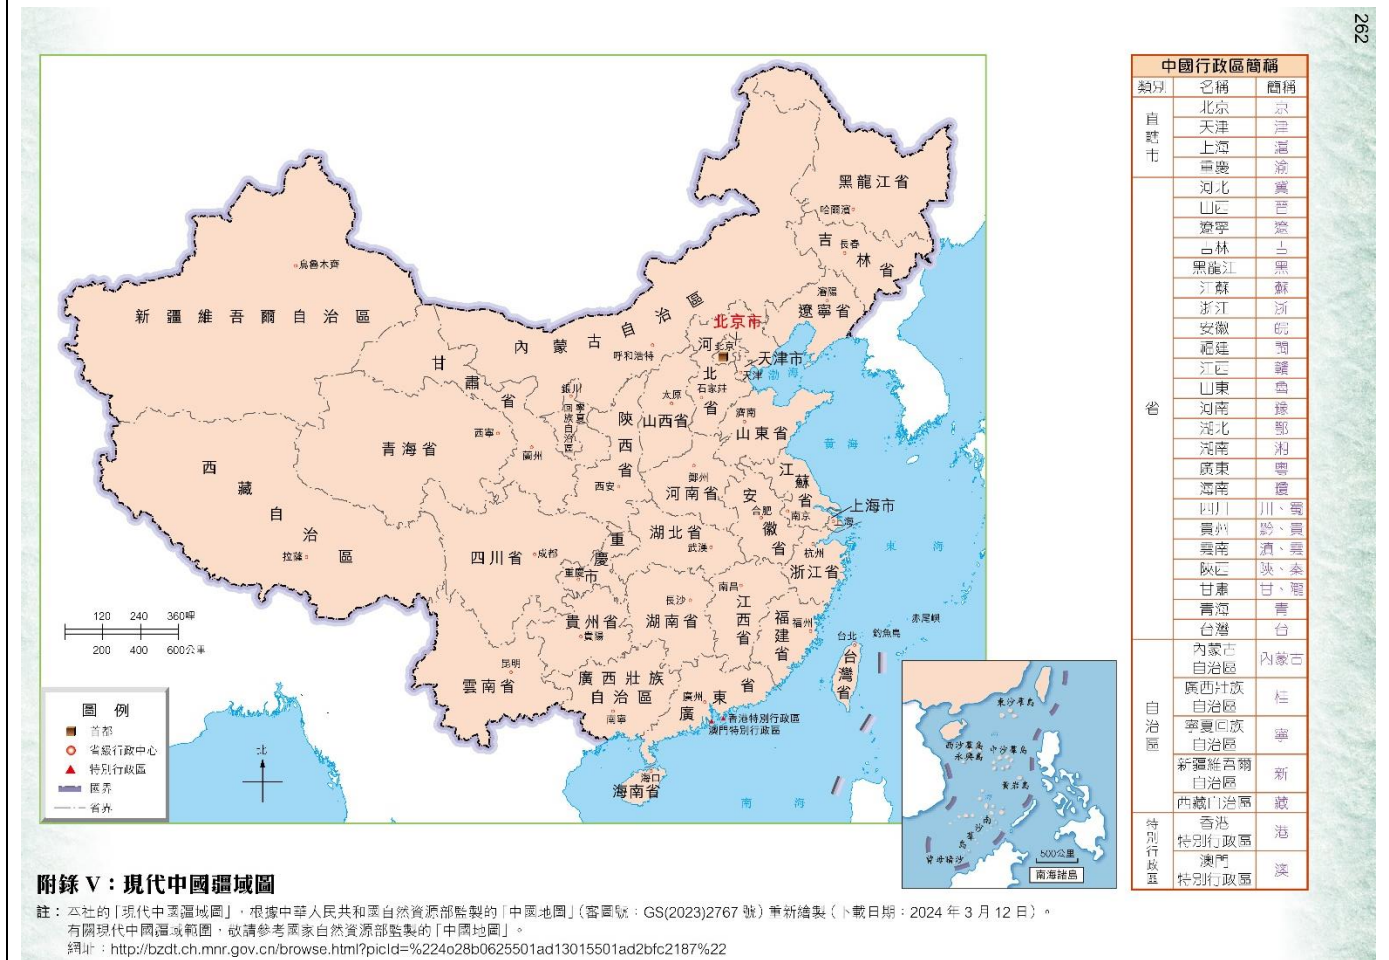 262
黑龍江省
哈爾濱
吉林省
長春
瀋陽
遼寧省
烏魯木齊
新疆維吾爾自治區
內蒙古自治區
呼和浩特
北京市
北京
河北省
天津市
天津
渤海
石家莊
甘肅省
銀川
寧夏回族自治區
太原
山西省
陝西省
濟南
山東省
西寧
青海省
蘭州
黃海
西藏自治區
拉薩
西安
鄭州
河南省
江蘇省
安徽省
合肥
南京
上海市
上海
湖北省
武漢
杭州
浙江省
東海
四川省
成都
重慶市
重慶
南昌
江西省
長沙
湖南省
貴州省
貴陽
福建省
福州
台北
台灣省
釣魚島
赤尾嶼
昆明
雲南省
廣西壯族自治區
南寧
廣州
廣東省
香港特別行政區
澳門特別行政區
海口
海南省
南海
120 240 360哩
200 400 600公里
圖例
首都
省級行政中心
特別行政區
國界
省界
北
東沙羣島
西沙羣島
永興島
中沙羣島
黃岩島
南沙羣島
曾母暗沙
500公里
南海諸島
中國行政區簡稱
類別 名稱 簡稱
直轄市
北京 京
天津 津
上海 滬
重慶 渝
省
河北 冀
山西 晉
遼寧 遼
吉林 吉
黑龍江 黑
江蘇 蘇
浙江 浙
安徽 皖
福建 閩
江西 贛
山東 魯
河南 豫
湖北 鄂
湖南 湘
廣東 粵
海南 瓊
四川 川、蜀
貴州 黔、貴
雲南 滇、雲
陝西 陝、秦
甘肅 甘、隴
青海 青
台灣 台
自治區
內蒙古
自治區 內蒙古
廣西壯族
自治區 桂
寧夏回族
自治區 寧
新疆維吾爾
自治區 新
西藏自治區 藏
特別行政區
香港
特別行政區 港
澳門
特別行政區 澳
附錄 V：現代中國疆域圖
註：本社的「現代中國疆域圖」，根據中華人民共和國自然資源部監製的「中國地圖」（審圖號：GS(2023)2767 號）重新繪製（下載日期：2024 年 3 月 12 日）。
有關現代中國疆域範圍，敬請參考國家自然資源部監製的「中國地圖」。
網址：http://bzdt.ch.mnr.gov.cn/browse.html?picId=%224o28b0625501ad13015501ad2bfc2187%22